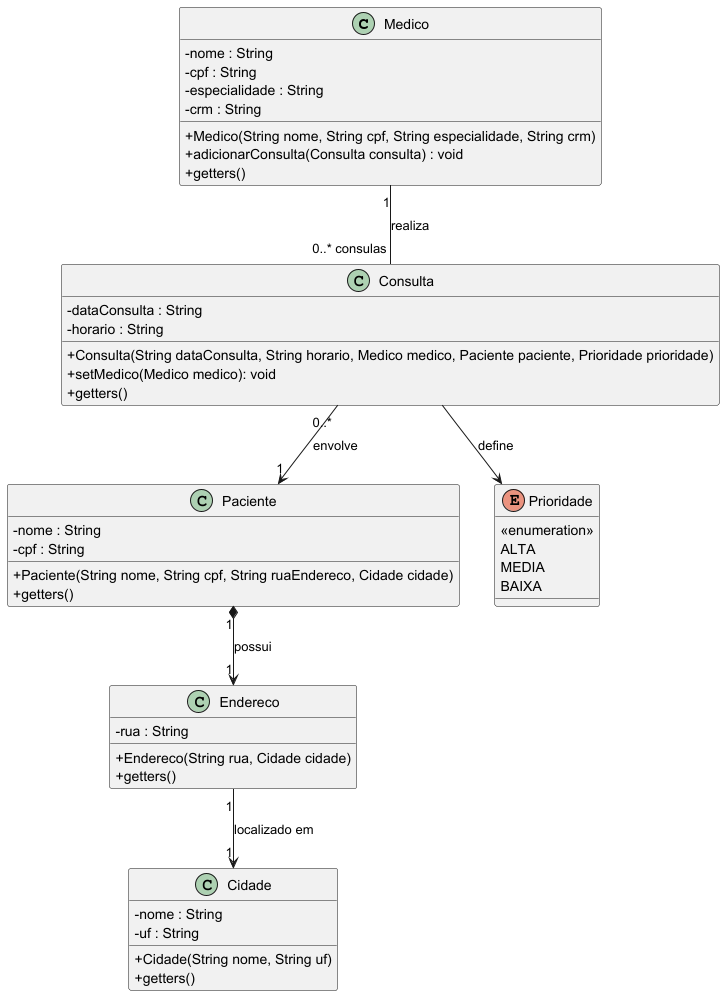 C Medico
-nome : String
-cpf : String
-especialidade : String
-crm : String
+Medico(String nome, String cpf, String especialidade, String crm)
+adicionarConsulta(Consulta consulta) : void
+getters()
1
realiza
0..* consulas
C Consulta
-dataConsulta : String
-horario : String
+Consulta(String dataConsulta, String horario, Medico medico, Paciente paciente, Prioridade prioridade)
+setMedico(Medico medico): void
+getters()
0..*
envolve
define
1
C Paciente
-nome : String
-cpf : String
+Paciente(String nome, String cpf, String ruaEndereco, Cidade cidade)
+getters()
E Prioridade
«enumeration»
ALTA
MEDIA
BAIXA
1
possui
1
C Endereco
-rua : String
+Endereco(String rua, Cidade cidade)
+getters()
1
localizado em
1
C Cidade
-nome : String
-uf : String
+Cidade(String nome, String uf)
+getters()